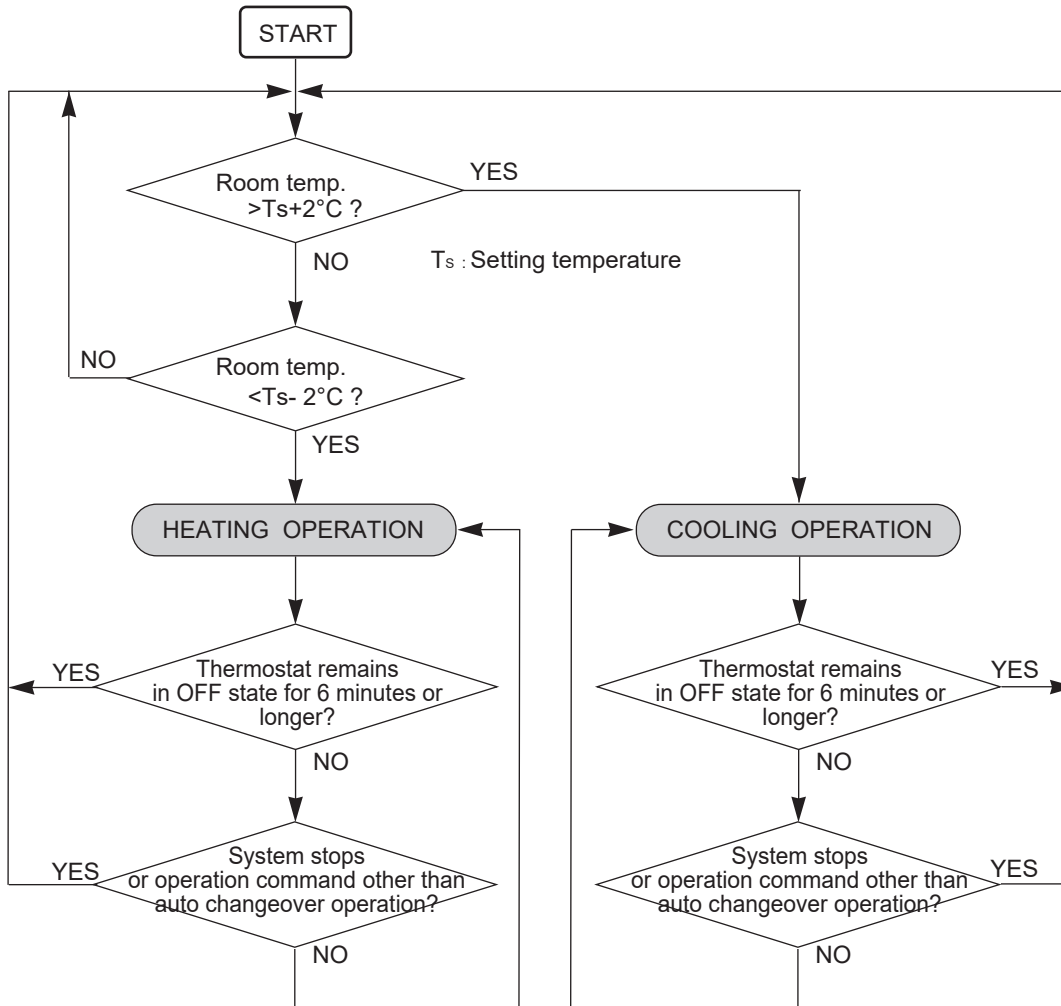 START
Room temp.
>Ts+2°C ?
YES
NO
Ts : Setting temperature
Room temp.
<Ts- 2°C ?
NO
YES
HEATING OPERATION
COOLING OPERATION
Thermostat remains
in OFF state for 6 minutes or
longer?
YES
NO
Thermostat remains
in OFF state for 6 minutes or
longer?
YES
NO
System stops
or operation command other than
auto changeover operation?
YES
NO
System stops
or operation command other than
auto changeover operation?
YES
NO